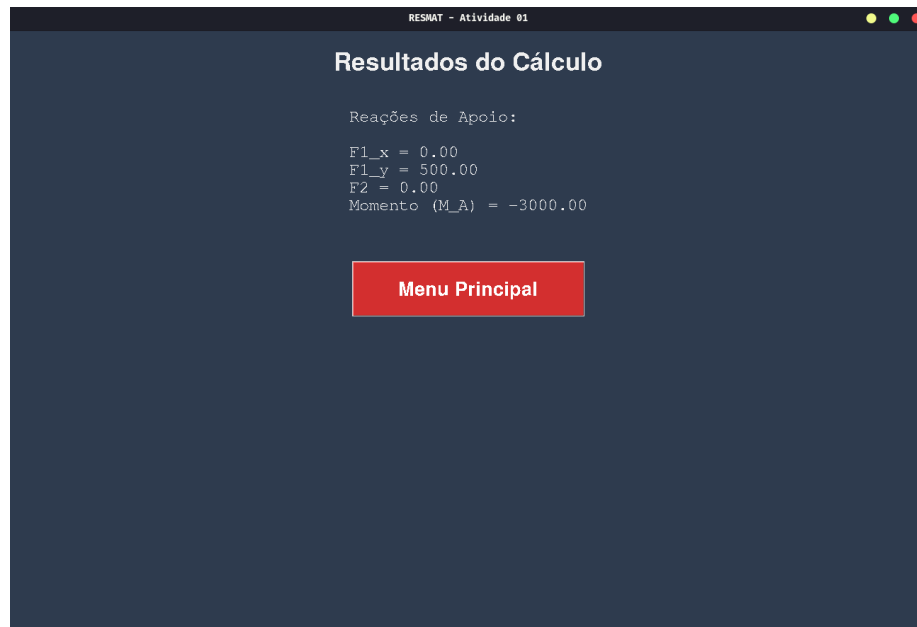 RESMAT - Atividade 01
Resultados do Cálculo
Reações de Apoio:
F1_x = 0.00
F1_y = 500.00
F2 = 0.00
Momento (M_A) = -3000.00
Menu Principal